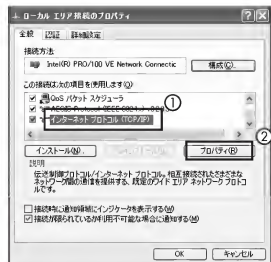 ローカル エリア接続のプロパティ
全般 認証 詳細設定
接続方法:
Intel(R) PRO/100 VE Network Connectic
構成(C)...
この接続は次の項目を使用します(O):
QoS パケット スケジューラ
①
インターネット プロトコル (TCP/IP)
②
インストール(N)...
プロパティ(R)
説明
伝送制御プロトコル/インターネット プロトコル。相互接続されたさまざまな
ネットワーク間の通信を提供する、既定のワイド エリア ネットワーク プロトコ
ルです。
接続時に通知領域にインジケータを表示する(W)
接続が限られているか利用不可能な場合に通知する(M)
OK
キャンセル